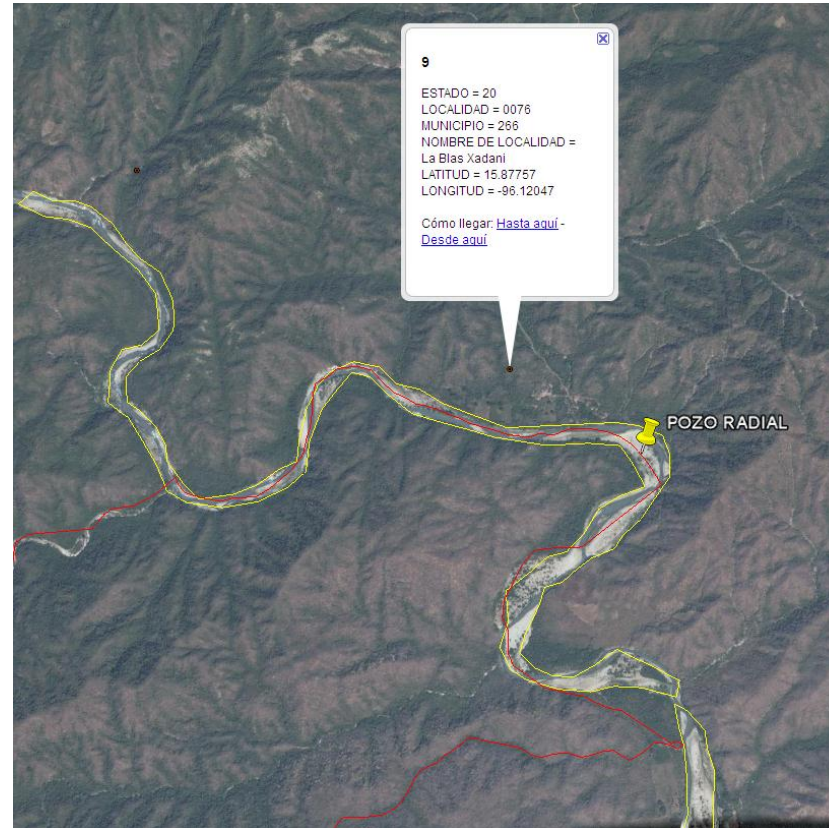 9
ESTADO = 20
LOCALIDAD = 0076
MUNICIPIO = 266
NOMBRE DE LOCALIDAD =
La Blas Xadani
LATITUD = 15.87757
LONGITUD = -96.12047
Cómo llegar: Hasta aquí -
Desde aquí
POZO RADIAL